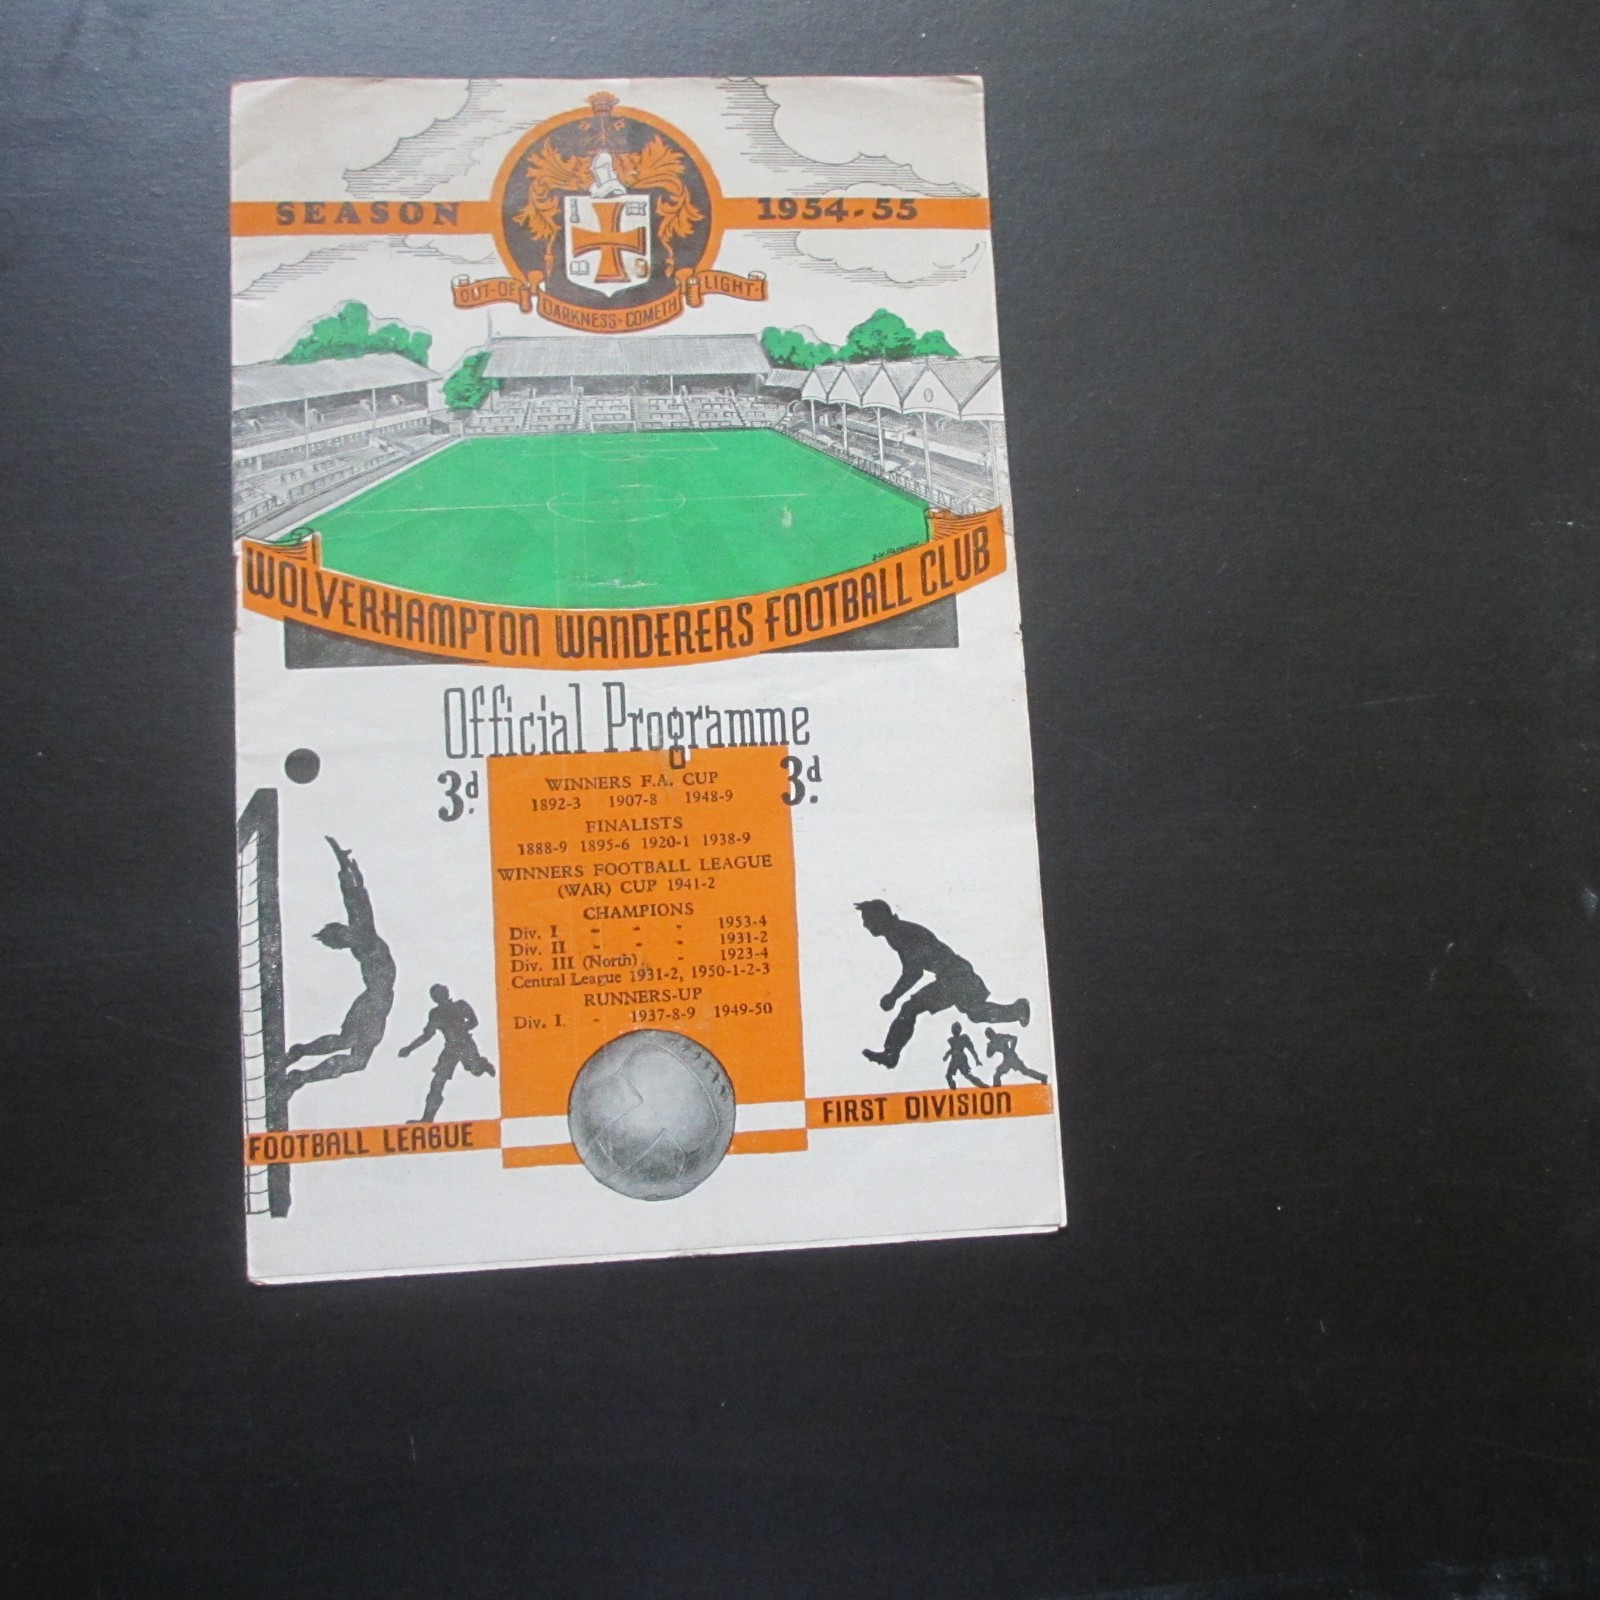 SEASON 1954-55
OUT·OF DARKNESS·COMETH LIGHT·
WOLVERHAMPTON WANDERERS FOOTBALL CLUB
Official Programme
3d. 3d.
WINNERS F.A. CUP
1892-3 1907-8 1948-9
FINALISTS
1888-9 1895-6 1920-1 1938-9
WINNERS FOOTBALL LEAGUE
(WAR) CUP 1941-2
CHAMPIONS
Div. I - - - 1953-4
Div. II - - - 1931-2
Div. III (North) - 1923-4
Central League 1931-2, 1950-1-2-3
RUNNERS-UP
Div. I. - 1937-8-9 1949-50
FOOTBALL LEAGUE
FIRST DIVISION